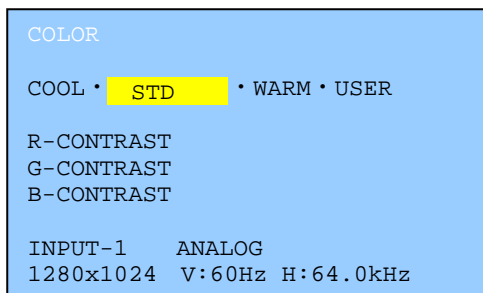 COLOR
COOL・ STD ・WARM・USER
R-CONTRAST
G-CONTRAST
B-CONTRAST
INPUT-1 ANALOG
1280x1024 V:60Hz H:64.0kHz